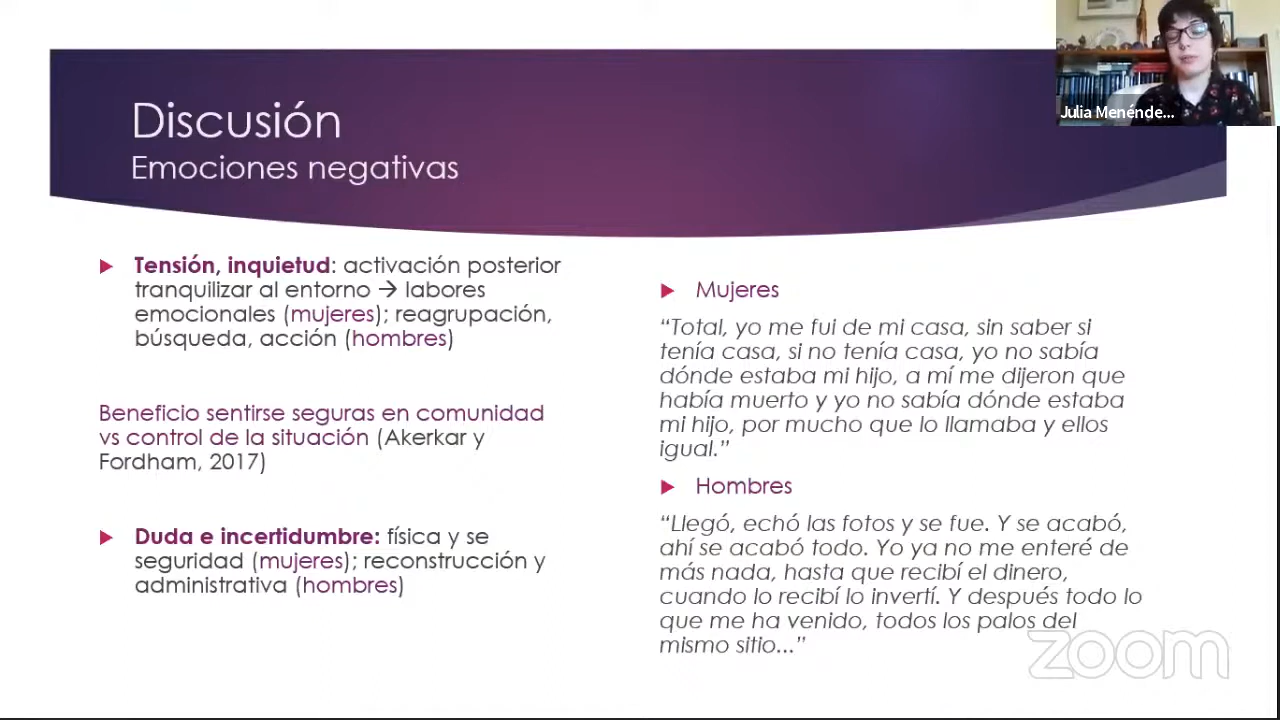 Discusión
Emociones negativas
Julia Menénde...
Tensión, inquietud: activación posterior
tranquilizar al entorno → labores
emocionales (mujeres); reagrupación,
búsqueda, acción (hombres)
Beneficio sentirse seguras en comunidad
vs control de la situación (Akerkar y
Fordham, 2017)
Duda e incertidumbre: física y se
seguridad (mujeres); reconstrucción y
administrativa (hombres)
Mujeres
“Total, yo me fui de mi casa, sin saber si
tenía casa, si no tenía casa, yo no sabía
dónde estaba mi hijo, a mí me dijeron que
había muerto y yo no sabía dónde estaba
mi hijo, por mucho que lo llamaba y ellos
igual.”
Hombres
“Llegó, echó las fotos y se fue. Y se acabó,
ahí se acabó todo. Yo ya no me enteré de
más nada, hasta que recibí el dinero,
cuando lo recibí lo invertí. Y después todo lo
que me ha venido, todos los palos del
mismo sitio...”
zoom